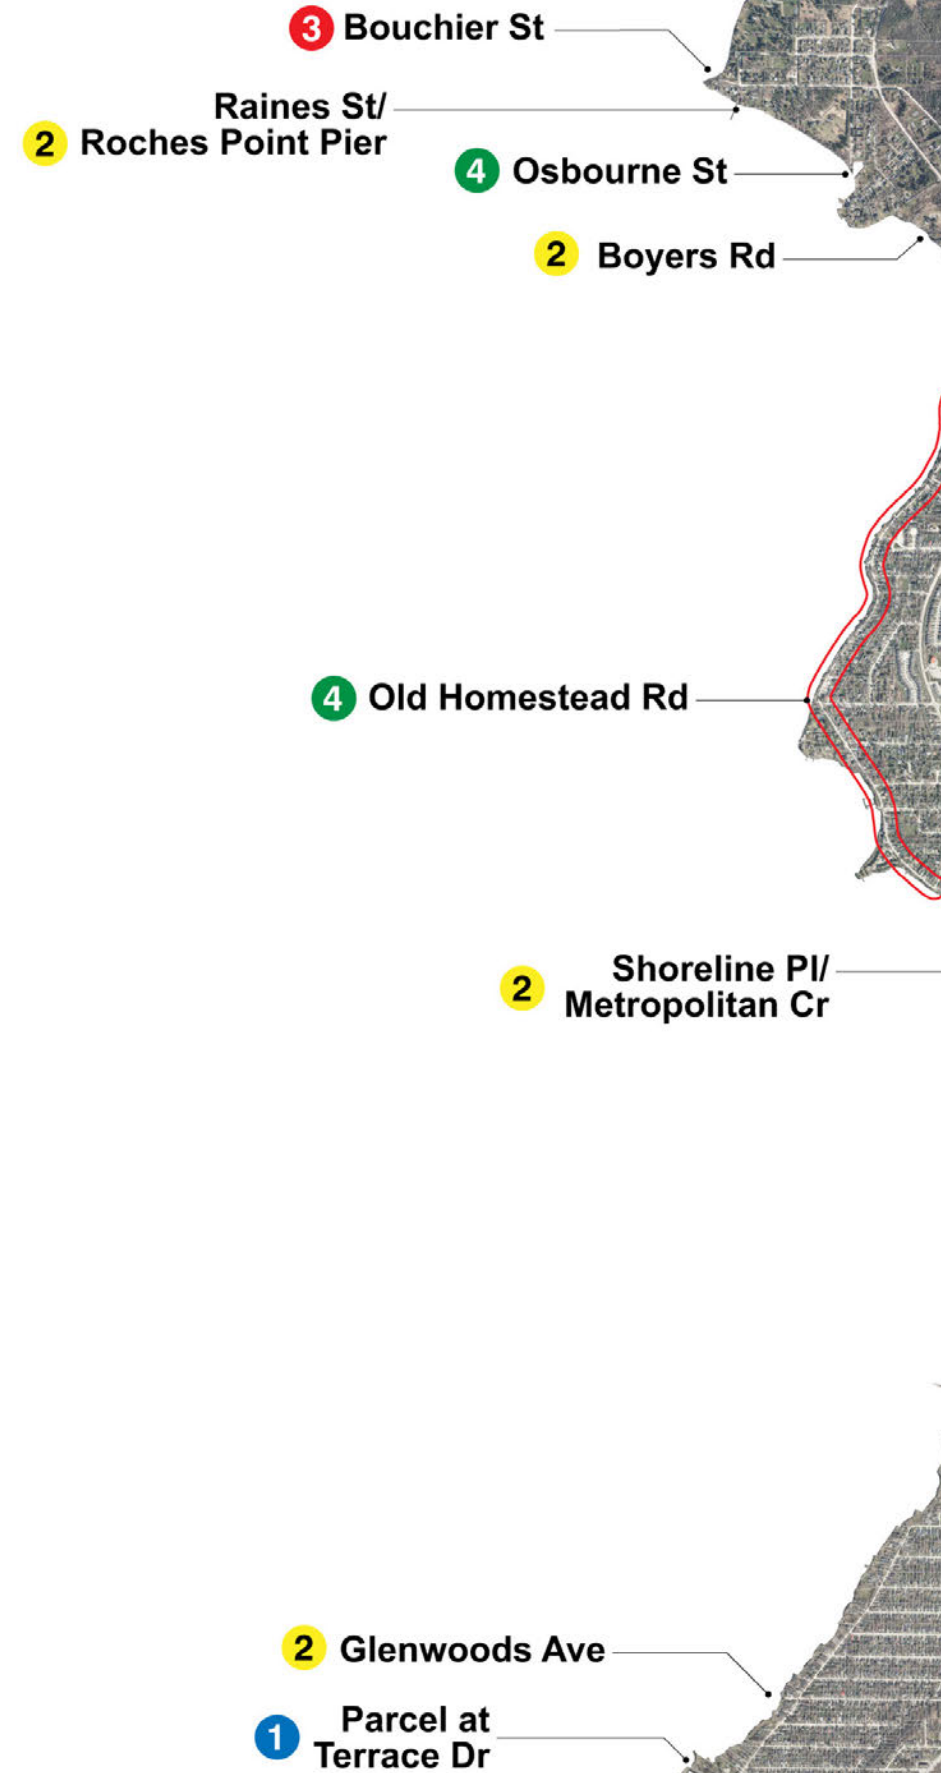 3 Bouchier St
Raines St/
2 Roches Point Pier
4 Osbourne St
2 Boyers Rd
4 Old Homestead Rd
Shoreline Pl/
2 Metropolitan Cr
2 Glenwoods Ave
Parcel at
1 Terrace Dr